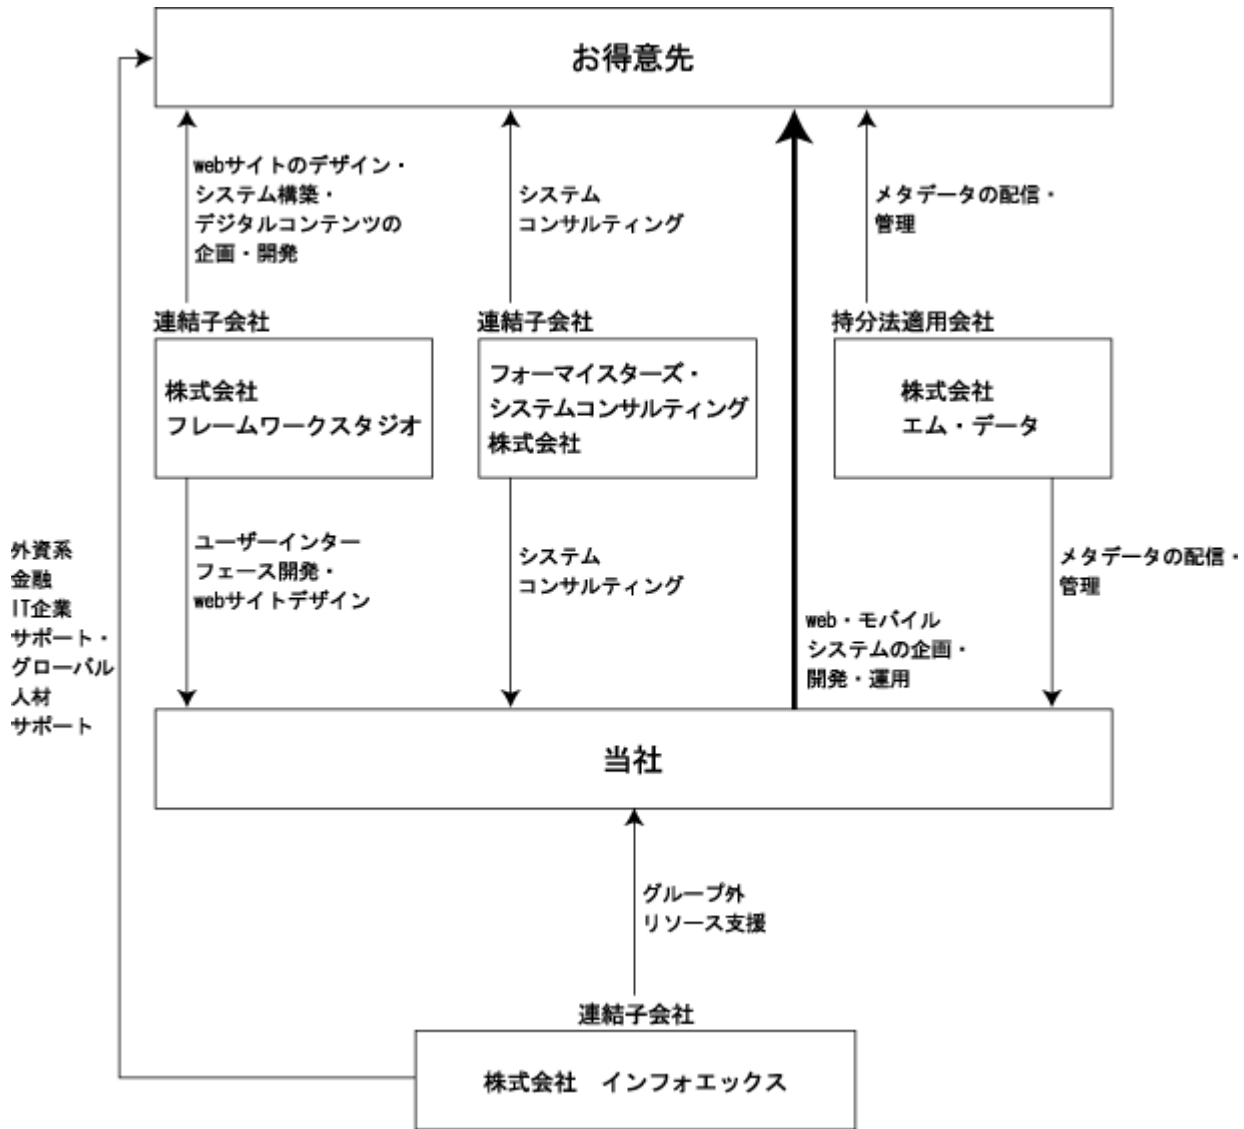 お得意先
webサイトのデザイン・
システム構築・
デジタルコンテンツの
企画・開発
システム
コンサルティング
メタデータの配信・
管理
連結子会社
株式会社
フレームワークスタジオ
連結子会社
フォーマイスターズ・
システムコンサルティング
株式会社
持分法適用会社
株式会社
エム・データ
外資系
金融
IT企業
サポート・
グローバル
人材
サポート
ユーザーインター
フェース開発・
webサイトデザイン
システム
コンサルティング
web・モバイル
システムの企画・
開発・運用
メタデータの配信・
管理
当社
グループ外
リソース支援
連結子会社
株式会社　インフォエックス